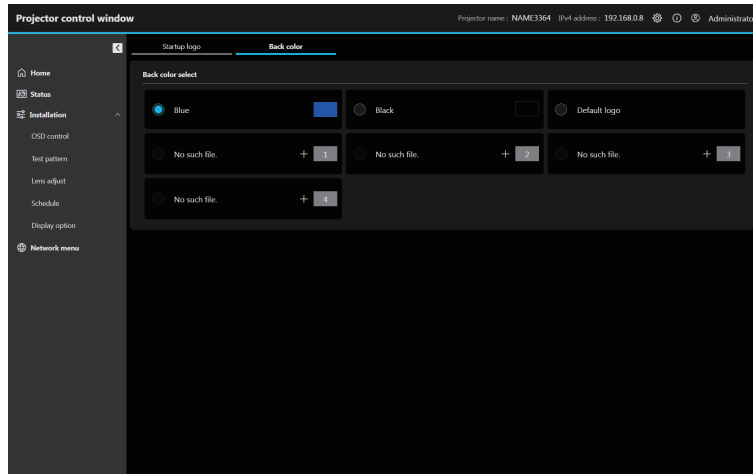 Projector control window
Projector name : NAME3364 IPv4 address : 192.168.0.8 Administrato
Startup logo Back color
Home
Status
Installation
OSD control
Test pattern
Lens adjust
Schedule
Display option
Network menu
Back color select
Blue Black Default logo
No such file. + 1 No such file. + 2 No such file. + 3
No such file. + 4